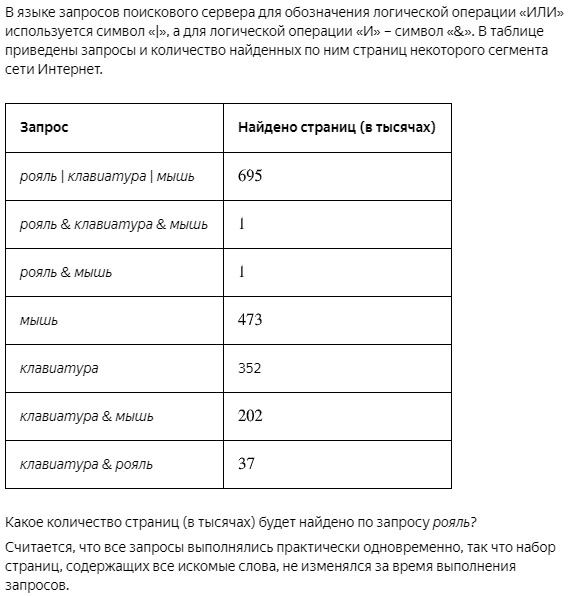 В языке запросов поискового сервера для обозначения логической операции «ИЛИ»
используется символ «|», а для логической операции «И» – символ «&». В таблице
приведены запросы и количество найденных по ним страниц некоторого сегмента
сети Интернет.
Запрос Найдено страниц (в тысячах)
рояль | клавиатура | мышь 695
рояль & клавиатура & мышь 1
рояль & мышь 1
мышь 473
клавиатура 352
клавиатура & мышь 202
клавиатура & рояль 37
Какое количество страниц (в тысячах) будет найдено по запросу рояль?
Считается, что все запросы выполнялись практически одновременно, так что набор
страниц, содержащих все искомые слова, не изменялся за время выполнения
запросов.